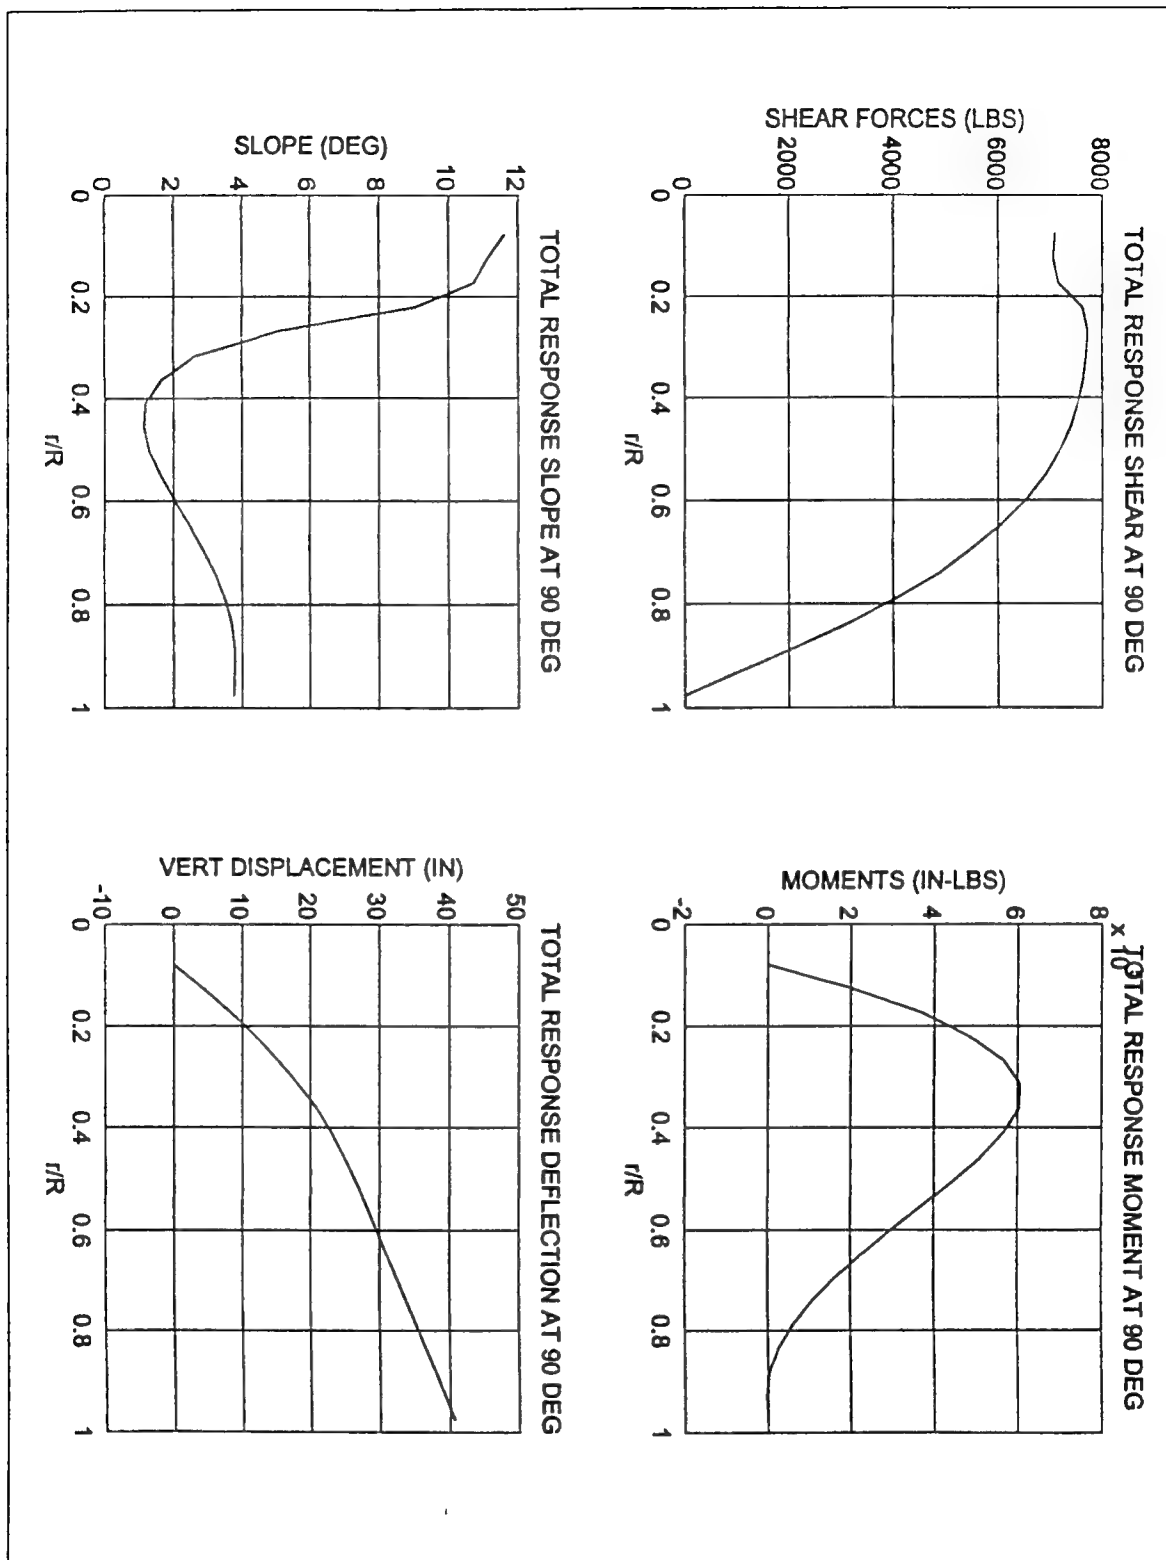 TOTAL RESPONSE SHEAR AT 90 DEG
SHEAR FORCES (LBS)
8000
6000
4000
2000
0
0 0.2 0.4 0.6 0.8 1
r/R
TOTAL RESPONSE MOMENT AT 90 DEG
x 10
MOMENTS (IN-LBS)
8
6
4
2
0
-2
0 0.2 0.4 0.6 0.8 1
r/R
TOTAL RESPONSE SLOPE AT 90 DEG
SLOPE (DEG)
12
10
8
6
4
2
0
0 0.2 0.4 0.6 0.8 1
r/R
TOTAL RESPONSE DEFLECTION AT 90 DEG
VERT DISPLACEMENT (IN)
50
40
30
20
10
0
-10
0 0.2 0.4 0.6 0.8 1
r/R